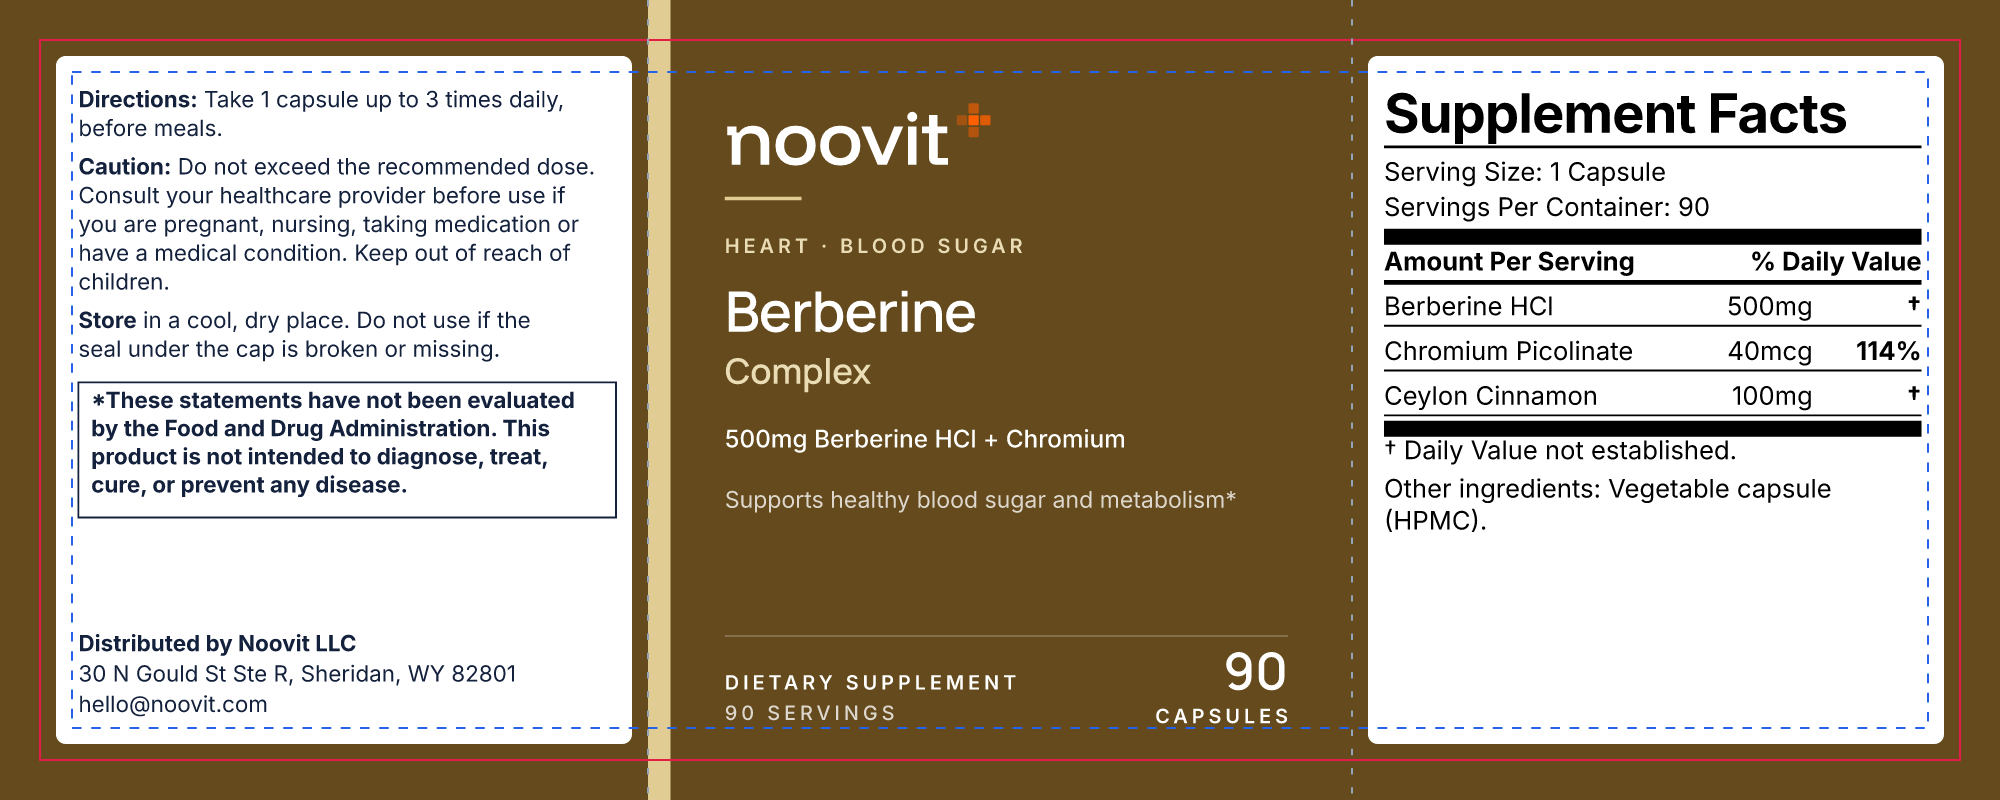 Directions: Take 1 capsule up to 3 times daily,
before meals.
Caution: Do not exceed the recommended dose.
Consult your healthcare provider before use if
you are pregnant, nursing, taking medication or
have a medical condition. Keep out of reach of
children.
Store in a cool, dry place. Do not use if the
seal under the cap is broken or missing.
*These statements have not been evaluated
by the Food and Drug Administration. This
product is not intended to diagnose, treat,
cure, or prevent any disease.
Distributed by Noovit LLC
30 N Gould St Ste R, Sheridan, WY 82801
hello@noovit.com
noovit
HEART · BLOOD SUGAR
Berberine
Complex
500mg Berberine HCl + Chromium
Supports healthy blood sugar and metabolism*
DIETARY SUPPLEMENT
90 SERVINGS
90
CAPSULES
Supplement Facts
Serving Size: 1 Capsule
Servings Per Container: 90
Amount Per Serving % Daily Value
Berberine HCl 500mg †
Chromium Picolinate 40mcg 114%
Ceylon Cinnamon 100mg †
† Daily Value not established.
Other ingredients: Vegetable capsule
(HPMC).